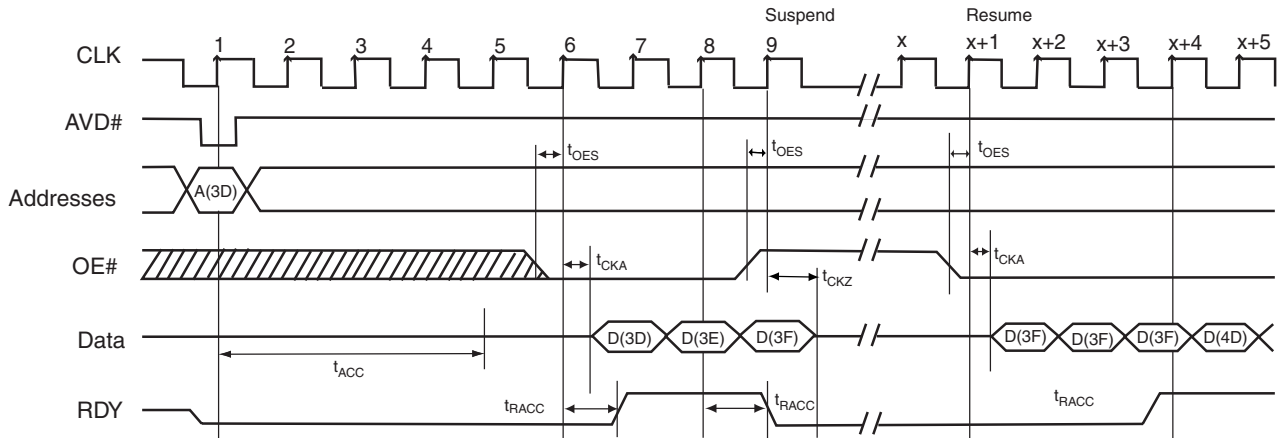 Suspend Resume
CLK 1 2 3 4 5 6 7 8 9 x x+1 x+2 x+3 x+4 x+5
AVD#
tOES tOES tOES
Addresses A(3D)
OE# tCKA tCKZ tCKA
Data D(3D) D(3E) D(3F) D(3F) D(3F) D(3F) D(4D)
tACC
RDY tRACC tRACC tRACC